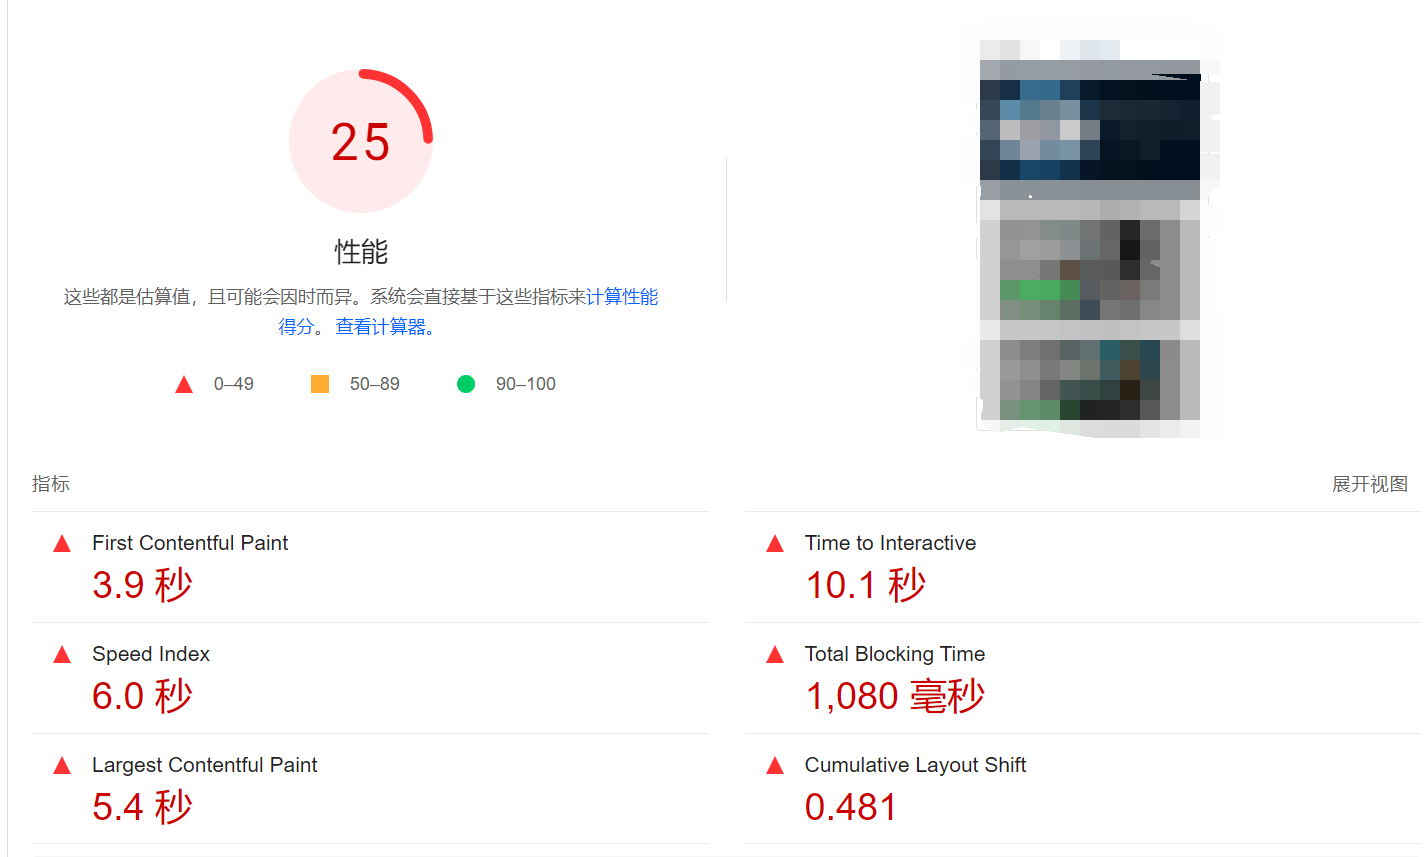 25
性能
这些都是估算值，且可能会因时而异。系统会直接基于这些指标来计算性能
得分。 查看计算器。
0–49 50–89 90–100
指标 展开视图
First Contentful Paint
3.9 秒
Time to Interactive
10.1 秒
Speed Index
6.0 秒
Total Blocking Time
1,080 毫秒
Largest Contentful Paint
5.4 秒
Cumulative Layout Shift
0.481